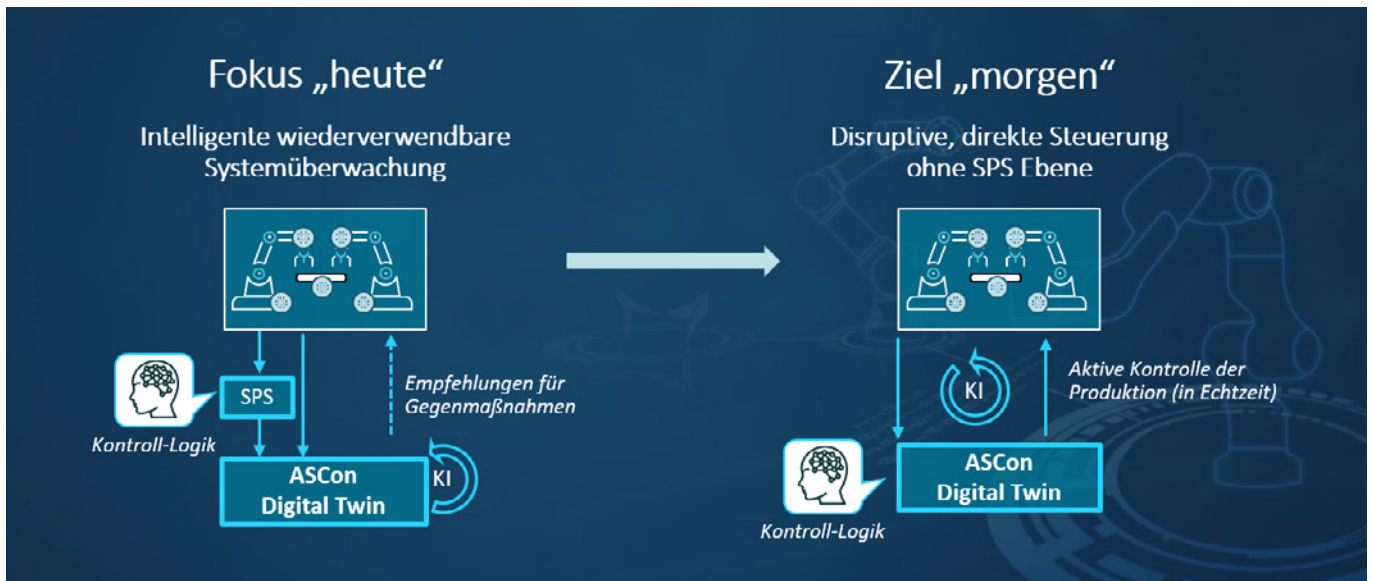 Fokus „heute“
Intelligente wiederverwendbare
Systemüberwachung
SPS
Kontroll-Logik
Empfehlungen für
Gegenmaßnahmen
ASCon
Digital Twin
KI
Ziel „morgen“
Disruptive, direkte Steuerung
ohne SPS Ebene
KI
Aktive Kontrolle der
Produktion (in Echtzeit)
ASCon
Digital Twin
Kontroll-Logik